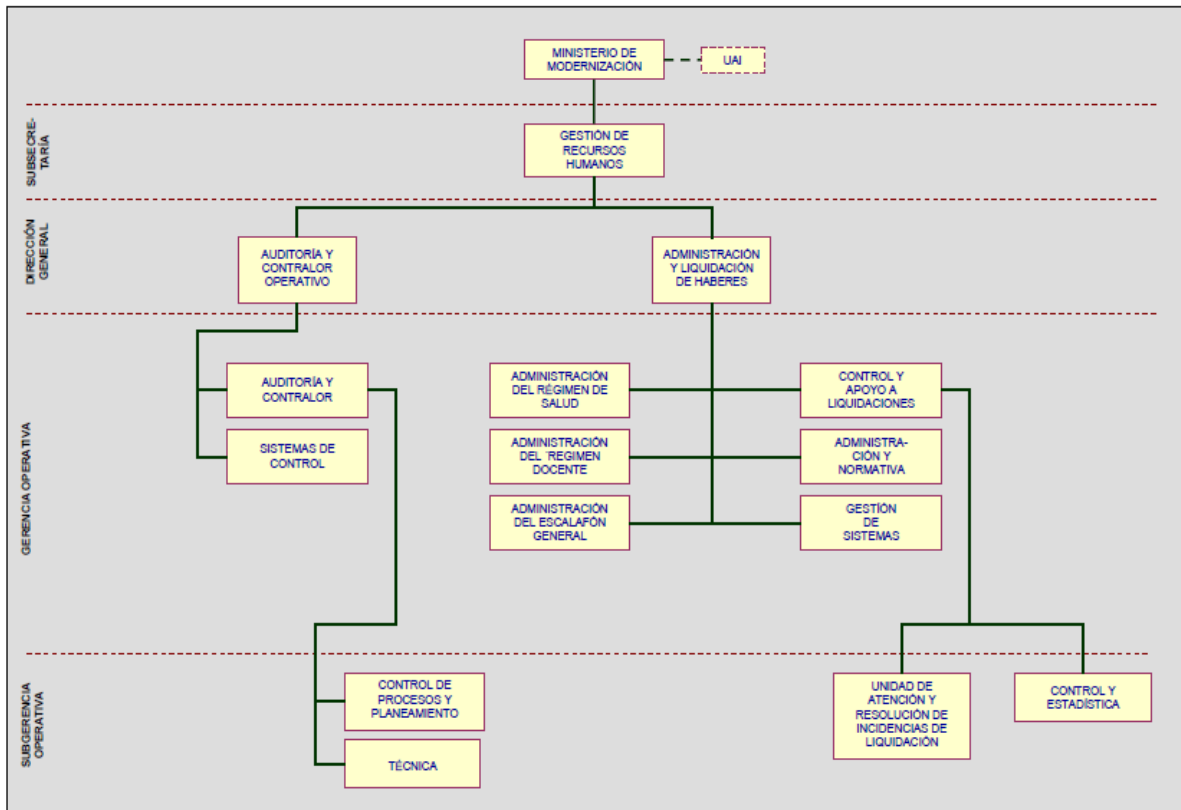 MINISTERIO DE
MODERNIZACIÓN
UAI
SUBSECRE-
TARÍA
GESTIÓN DE
RECURSOS
HUMANOS
DIRECCIÓN
GENERAL
AUDITORÍA Y
CONTRALOR
OPERATIVO
ADMINISTRACIÓN
Y LIQUIDACIÓN
DE HABERES
GERENCIA OPERATIVA
AUDITORÍA Y
CONTRALOR
SISTEMAS DE
CONTROL
ADMINISTRACIÓN
DEL RÉGIMEN DE
SALUD
CONTROL Y
APOYO A
LIQUIDACIONES
ADMINISTRACIÓN
DEL ´REGIMEN
DOCENTE
ADMINISTRA-
CIÓN Y
NORMATIVA
ADMINISTRACIÓN
DEL ESCALAFÓN
GENERAL
GESTÍÓN
DE
SISTEMAS
SUBGERENCIA
OPERATIVA
CONTROL DE
PROCESOS Y
PLANEAMIENTO
TÉCNICA
UNIDAD DE
ATENCIÓN Y
RESOLUCIÓN DE
INCIDENCIAS DE
LIQUIDACIÓN
CONTROL Y
ESTADÍSTICA